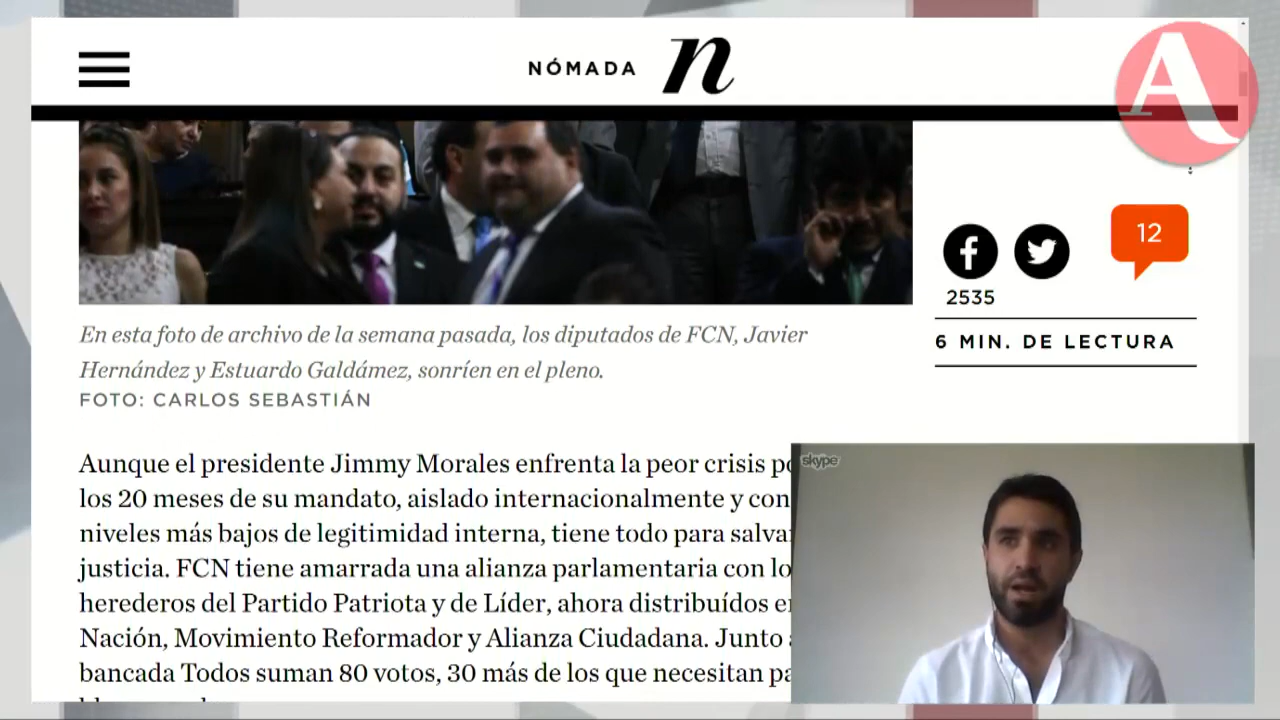 NÓMADA n
A
12
2535
6 MIN. DE LECTURA
En esta foto de archivo de la semana pasada, los diputados de FCN, Javier
Hernández y Estuardo Galdámez, sonríen en el pleno.
FOTO: CARLOS SEBASTIÁN
Aunque el presidente Jimmy Morales enfrenta la peor crisis
los 20 meses de su mandato, aislado internacionalmente y con
niveles más bajos de legitimidad interna, tiene todo para
justicia. FCN tiene amarrada una alianza parlamentaria con
herederos del Partido Patriota y de Líder, ahora distribuídos
Nación, Movimiento Reformador y Alianza Ciudadana. Junto
bancada Todos suman 80 votos, 30 más de los que necesitan
skype